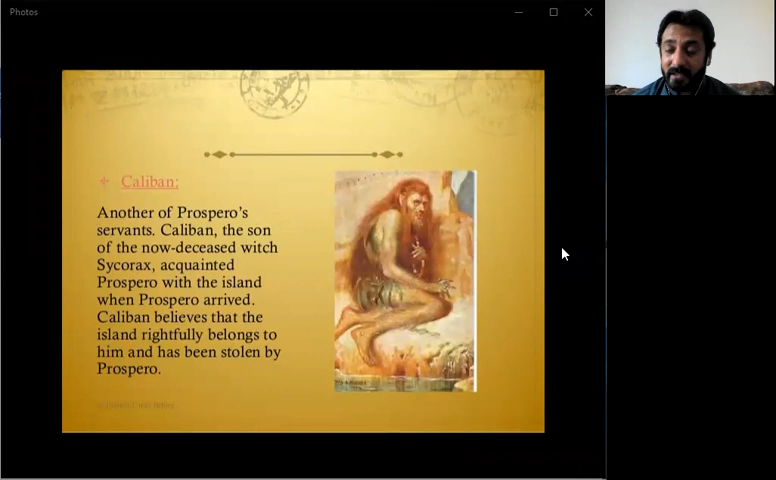 Photos
Caliban:
Another of Prospero's
servants. Caliban, the son
of the now-deceased witch
Sycorax, acquainted
Prospero with the island
when Prospero arrived.
Caliban believes that the
island rightfully belongs to
him and has been stolen by
Prospero.